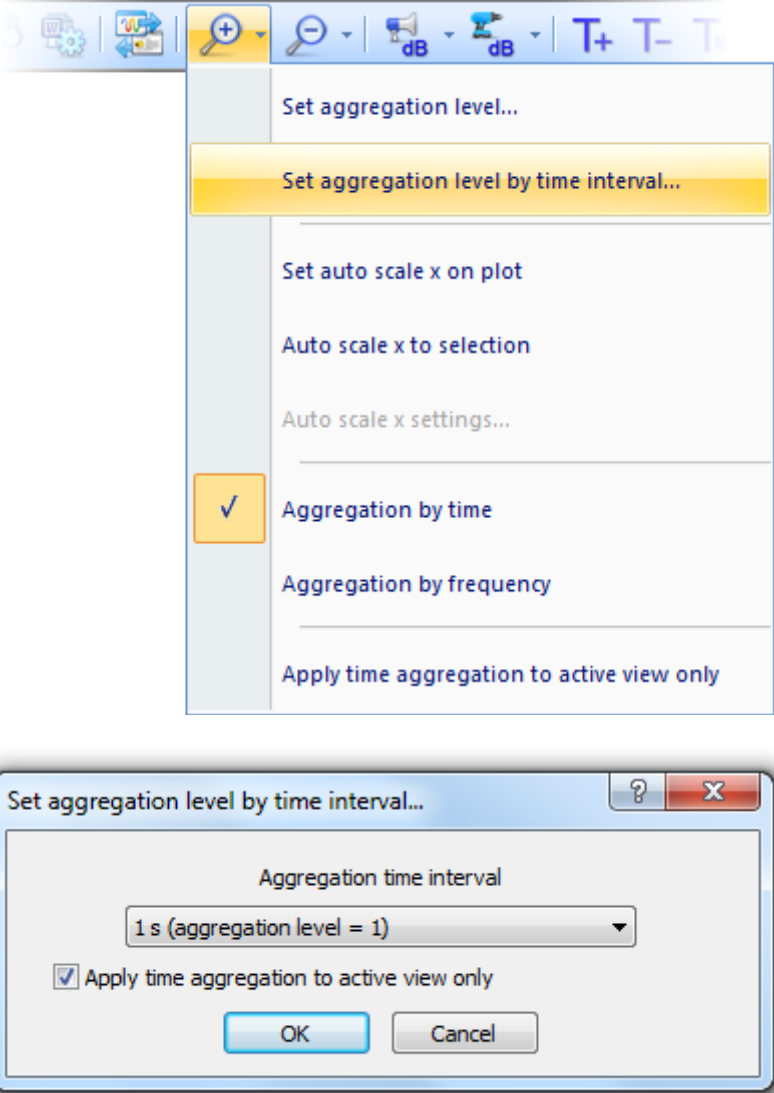 dB dB T+ T–
Set aggregation level...
Set aggregation level by time interval...
Set auto scale x on plot
Auto scale x to selection
Auto scale x settings...
Aggregation by time
Aggregation by frequency
Apply time aggregation to active view only
Set aggregation level by time interval...
Aggregation time interval
1 s (aggregation level = 1)
Apply time aggregation to active view only
OK Cancel